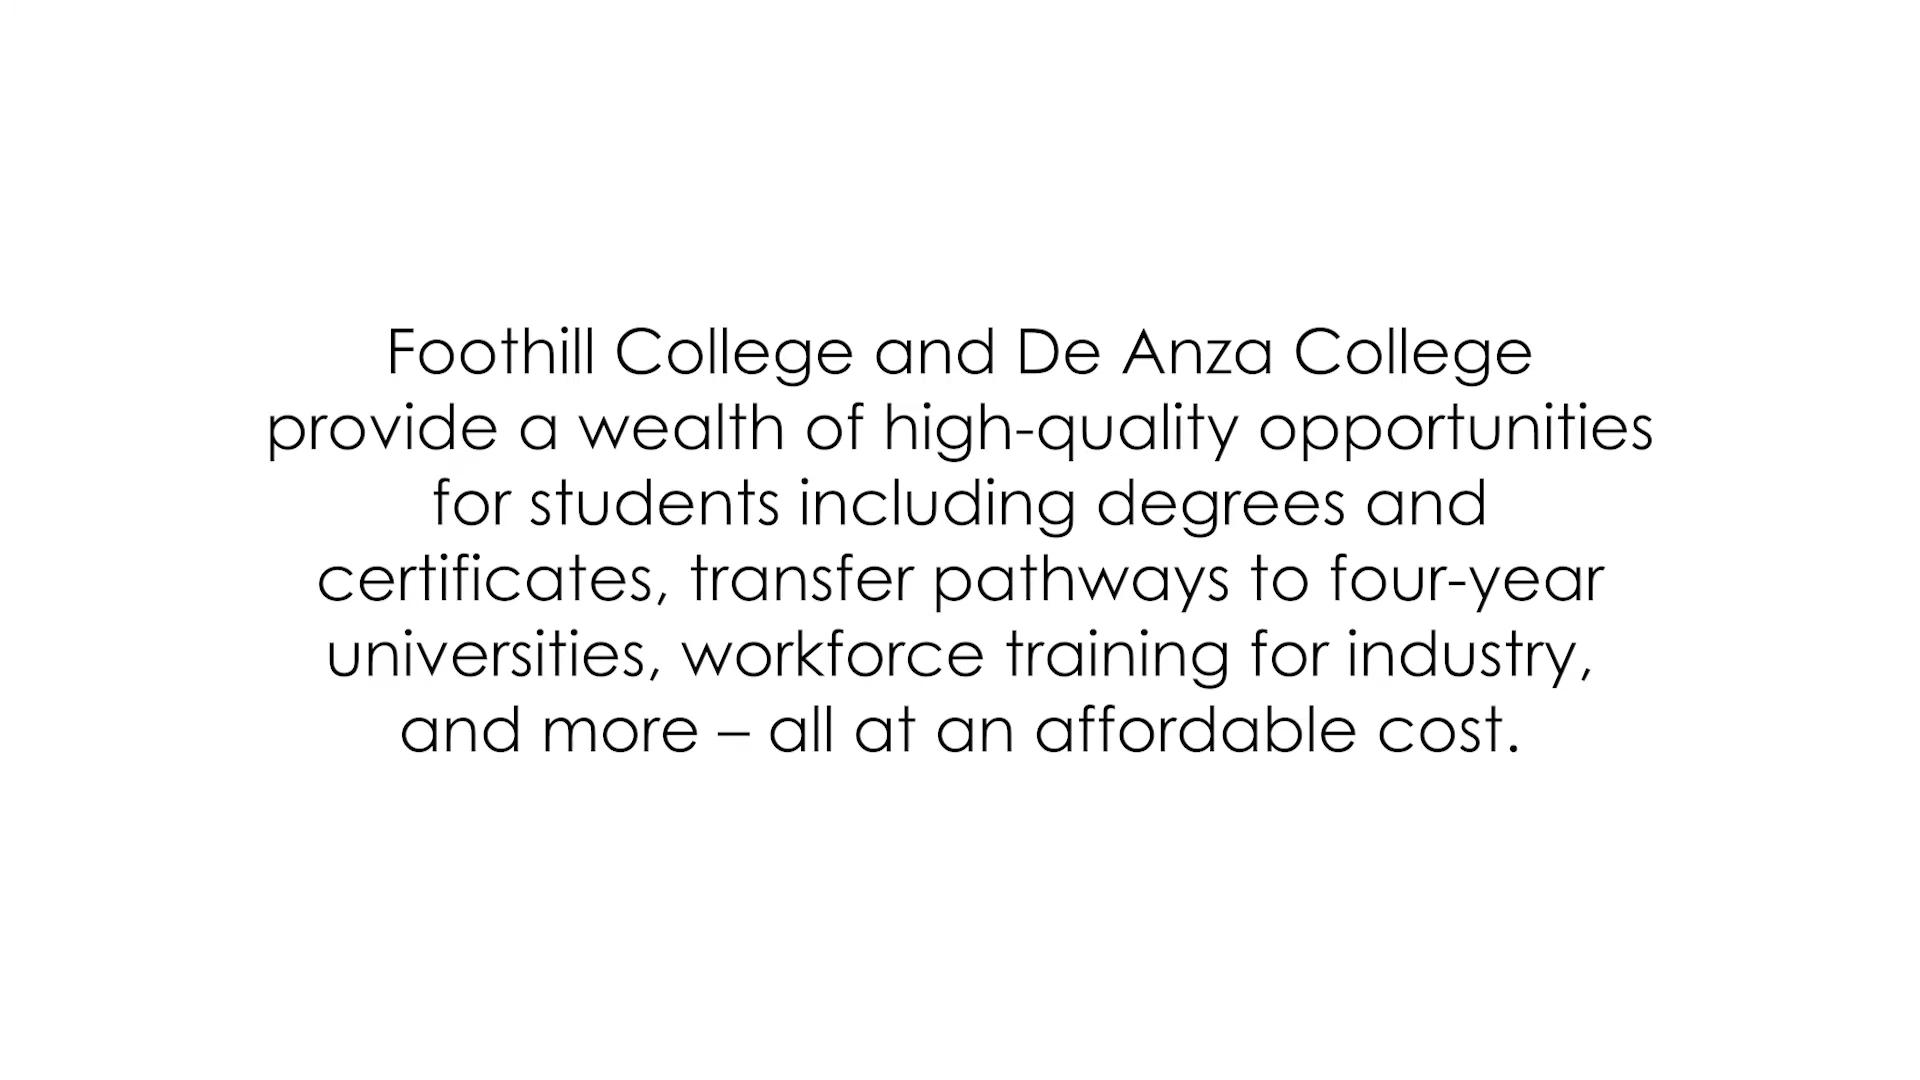 Foothill College and De Anza College
provide a wealth of high-quality opportunities
for students including degrees and
certificates, transfer pathways to four-year
universities, workforce training for industry,
and more – all at an affordable cost.